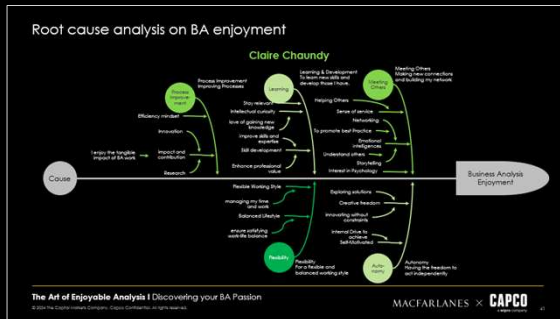 Root cause analysis on BA enjoyment
Claire Chaundy
Process
Improve-
ment
Process Improvement
Improving Processes
Efficiency mindset
Innovation
I enjoy the tangible
impact of BA work
Impact and
contribution
Research
Learning
Learning & Development
To learn new skills and
develop those I have.
Stay relevant
Intellectual curiosity
love of gaining new
knowledge
Improve skills and
expertise
Skill development
Enhance professional
value
Meeting
Others
Meeting Others
Making new connections
and building my network
Helping Others
Sense of service
Networking
To promote best Practice
Emotional
intelligences
Understand others
Storytelling
Interest in Psychology
Cause
Business Analysis
Enjoyment
Flexible Working Style
managing my time
and work
Balanced Lifestyle
ensure satisfying
work-life balance
Flexibility
Flexibility
For a flexible and
balanced working style
Exploring solutions
Creative freedom
Innovating without
constraints
Internal Drive to
achieve
Self-Motivated
Auto-
nomy
Autonomy
Having the freedom to
act independently
The Art of Enjoyable Analysis I Discovering your BA Passion
MACFARLANES × CAPCO